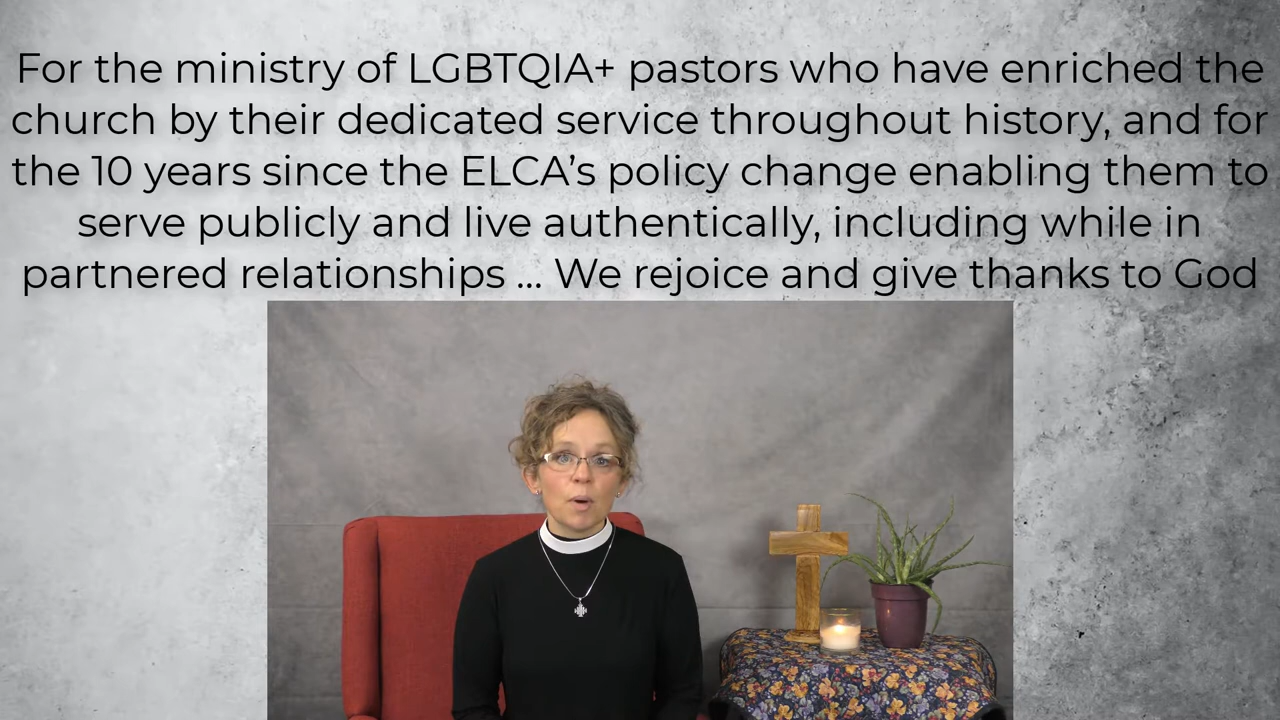 For the ministry of LGBTQIA+ pastors who have enriched the
church by their dedicated service throughout history, and for
the 10 years since the ELCA’s policy change enabling them to
serve publicly and live authentically, including while in
partnered relationships ... We rejoice and give thanks to God